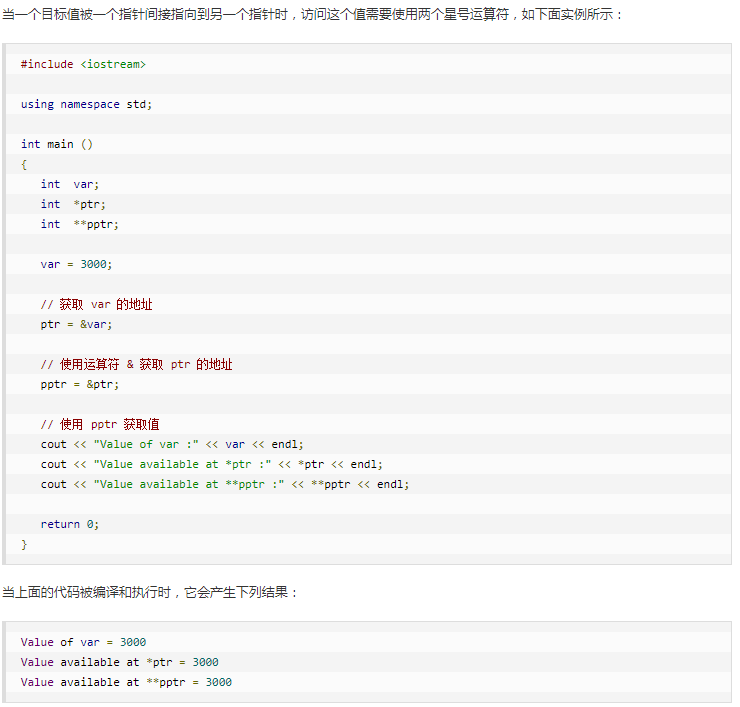 当一个目标值被一个指针间接指向到另一个指针时，访问这个值需要使用两个星号运算符，如下面实例所示：
#include <iostream>
using namespace std;
int main ()
{
   int  var;
   int  *ptr;
   int  **pptr;
   var = 3000;
   // 获取 var 的地址
   ptr = &var;
   // 使用运算符 & 获取 ptr 的地址
   pptr = &ptr;
   // 使用 pptr 获取值
   cout << "Value of var :" << var << endl;
   cout << "Value available at *ptr :" << *ptr << endl;
   cout << "Value available at **pptr :" << **pptr << endl;
   return 0;
}
当上面的代码被编译和执行时，它会产生下列结果：
Value of var = 3000
Value available at *ptr = 3000
Value available at **pptr = 3000